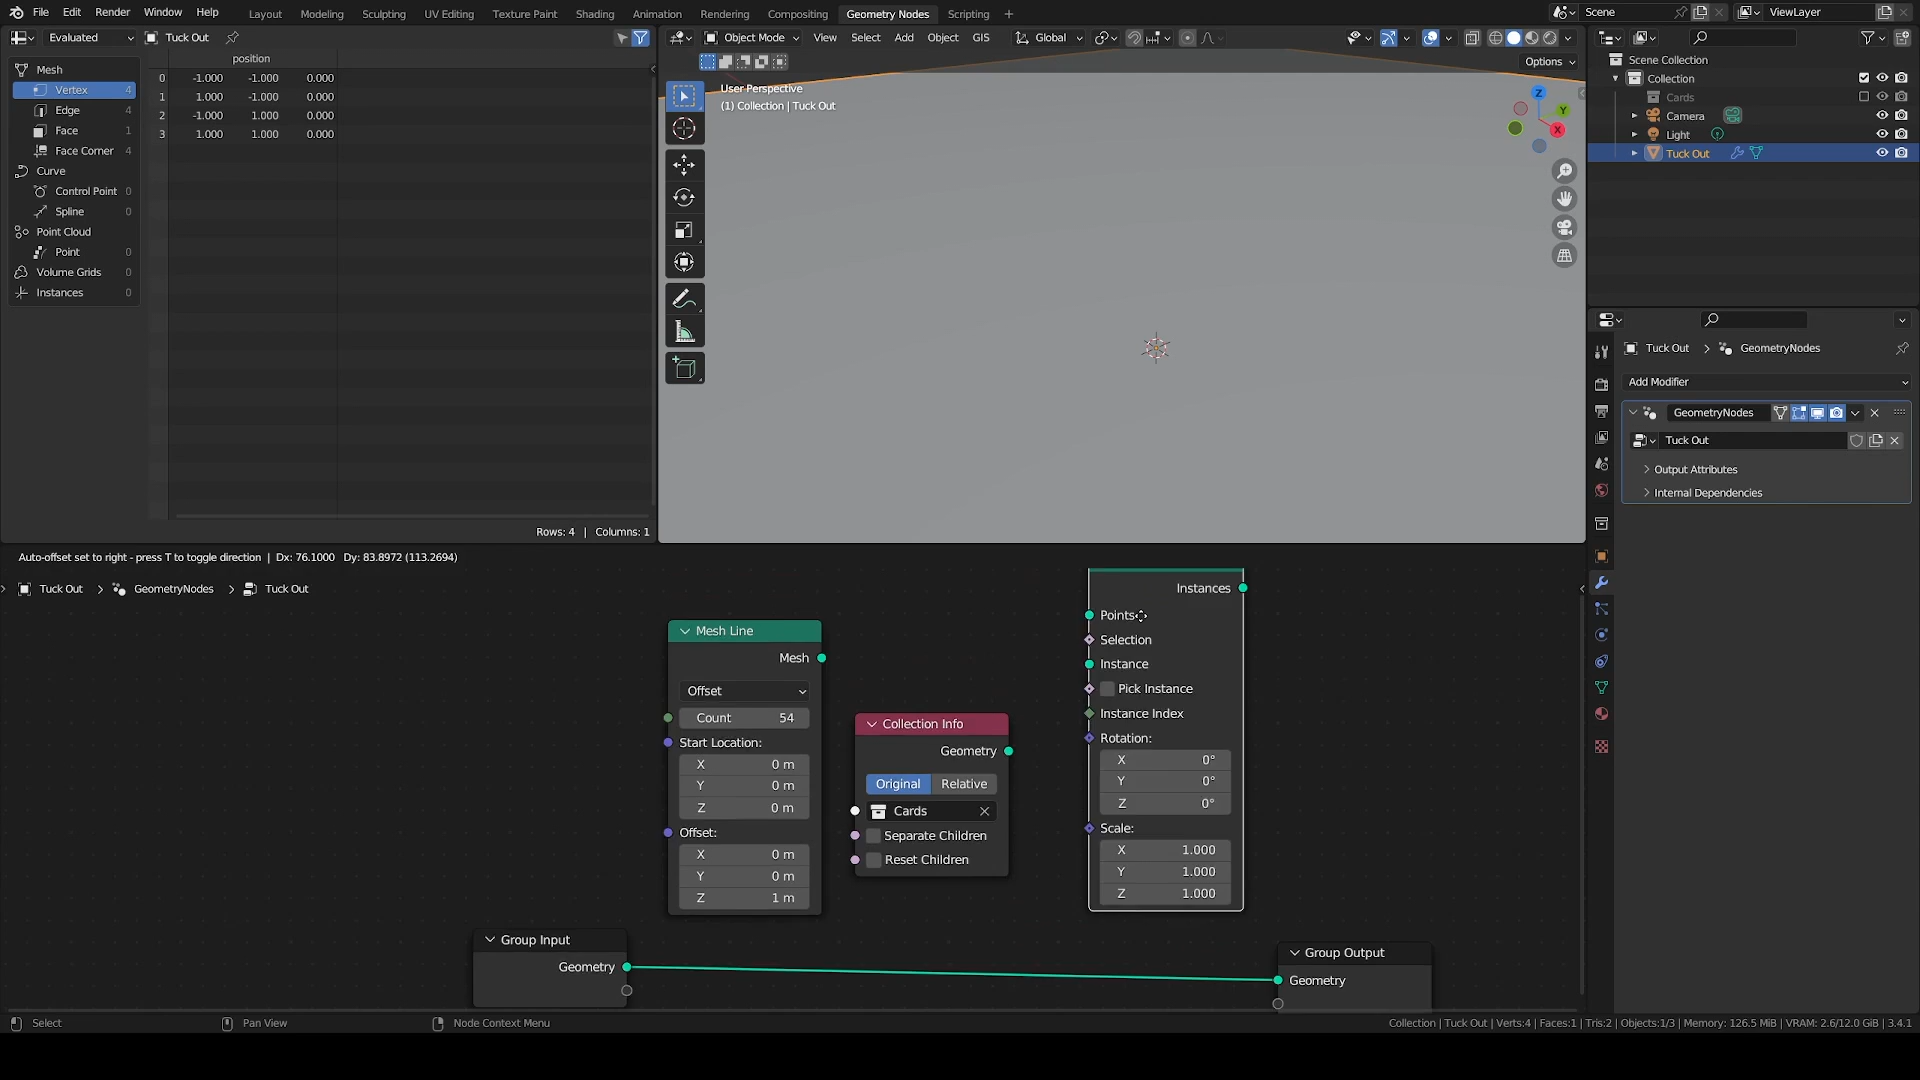 File Edit Render Window Help
Layout Modeling Sculpting UV Editing Texture Paint Shading Animation Rendering Compositing Geometry Nodes Scripting
Scene
ViewLayer
Evaluated
Tuck Out
Object Mode View Select Add Object GIS
Global
Options
position
Mesh
Vertex 4
Edge 4
Face 1
Face Corner 4
Curve
Control Point 0
Spline 0
Point Cloud
Point 0
Volume Grids 0
Instances 0
0 -1.000 -1.000 0.000
1 1.000 -1.000 0.000
2 -1.000 1.000 0.000
3 1.000 1.000 0.000
Rows: 4 | Columns: 1
User Perspective
(1) Collection | Tuck Out
Z
Y
X
Scene Collection
Collection
Cards
Camera
Light
Tuck Out
Tuck Out > GeometryNodes
Add Modifier
GeometryNodes
Tuck Out
Output Attributes
Internal Dependencies
Auto-offset set to right - press T to toggle direction | Dx: 76.1000 Dy: 83.8972 (113.2694)
Tuck Out > GeometryNodes > Tuck Out
Mesh Line
Mesh
Offset
Count 54
Start Location:
X 0 m
Y 0 m
Z 0 m
Offset:
X 0 m
Y 0 m
Z 1 m
Collection Info
Geometry
Original Relative
Cards
Separate Children
Reset Children
Instances
Points
Selection
Instance
Pick Instance
Instance Index
Rotation:
X 0°
Y 0°
Z 0°
Scale:
X 1.000
Y 1.000
Z 1.000
Group Input
Geometry
Group Output
Geometry
Select
Pan View
Node Context Menu
Collection | Tuck Out | Verts:4 | Faces:1 | Tris:2 | Objects:1/3 | Memory: 126.5 MiB | VRAM: 2.6/12.0 GiB | 3.4.1